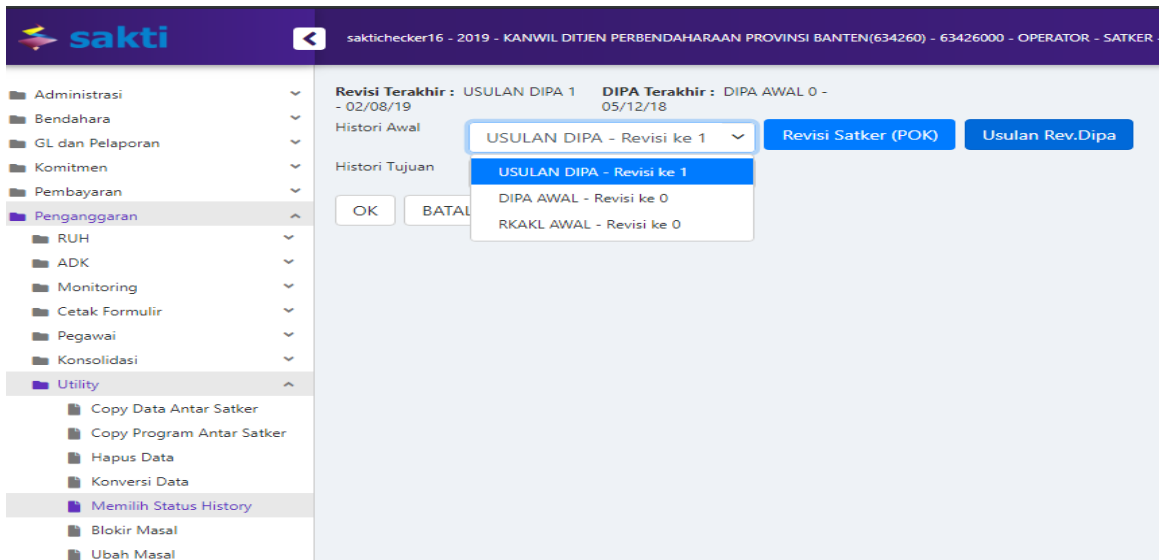 sakti
saktichecker16 - 2019 - KANWIL DITJEN PERBENDAHARAAN PROVINSI BANTEN(634260) - 63426000 - OPERATOR - SATKER -
Administrasi
Bendahara
GL dan Pelaporan
Komitmen
Pembayaran
Penganggaran
RUH
ADK
Monitoring
Cetak Formulir
Pegawai
Konsolidasi
Utility
Copy Data Antar Satker
Copy Program Antar Satker
Hapus Data
Konversi Data
Memilih Status History
Blokir Masal
Ubah Masal
Revisi Terakhir : USULAN DIPA 1
- 02/08/19
DIPA Terakhir : DIPA AWAL 0 -
05/12/18
Histori Awal
USULAN DIPA - Revisi ke 1
Revisi Satker (POK)
Usulan Rev.Dipa
Histori Tujuan
USULAN DIPA - Revisi ke 1
DIPA AWAL - Revisi ke 0
RKAKL AWAL - Revisi ke 0
OK
BATAL